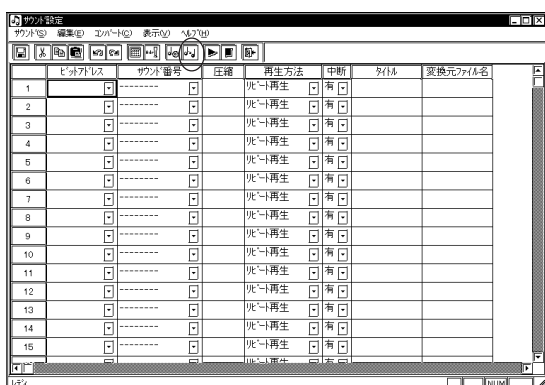 サウンド設定
サウンド(S) 編集(E) コンバート(C) 表示(V) ヘルプ(H)
ビットアドレス サウンド番号 圧縮 再生方法 中断 タイトル 変換元ファイル名
1 -------- リピート再生 有
2 -------- リピート再生 有
3 -------- リピート再生 有
4 -------- リピート再生 有
5 -------- リピート再生 有
6 -------- リピート再生 有
7 -------- リピート再生 有
8 -------- リピート再生 有
9 -------- リピート再生 有
10 -------- リピート再生 有
11 -------- リピート再生 有
12 -------- リピート再生 有
13 -------- リピート再生 有
14 -------- リピート再生 有
15 -------- リピート再生 有
リピート再生 有
レディ NUM